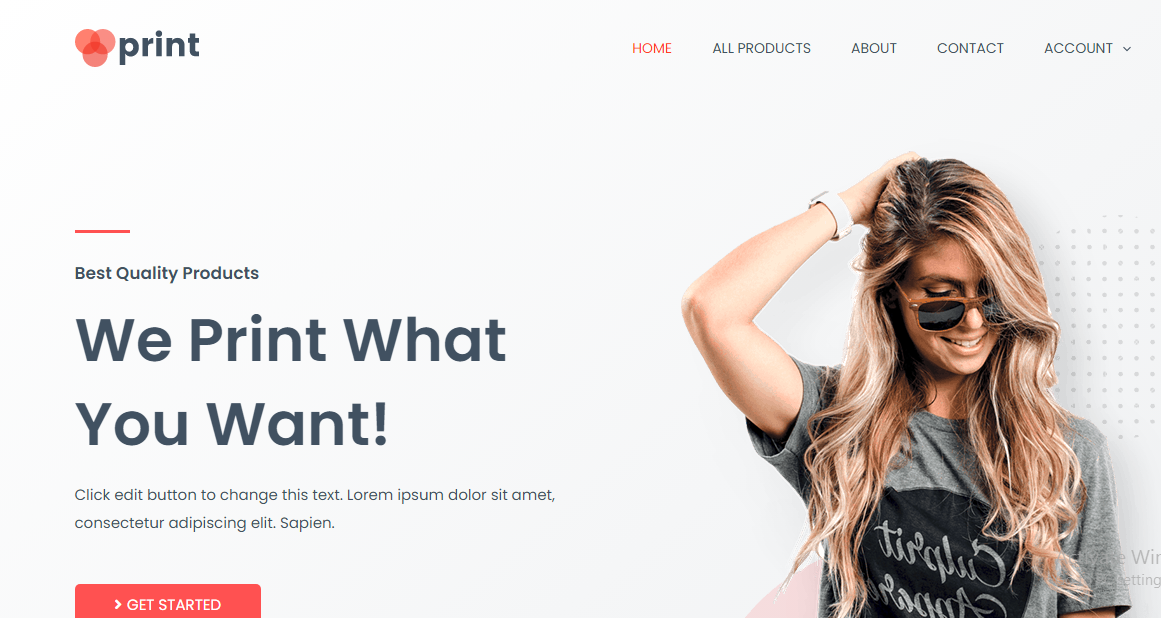 print
HOME ALL PRODUCTS ABOUT CONTACT ACCOUNT
Best Quality Products
We Print What
You Want!
Click edit button to change this text. Lorem ipsum dolor sit amet,
consectetur adipiscing elit. Sapien.
GET STARTED
Culprit